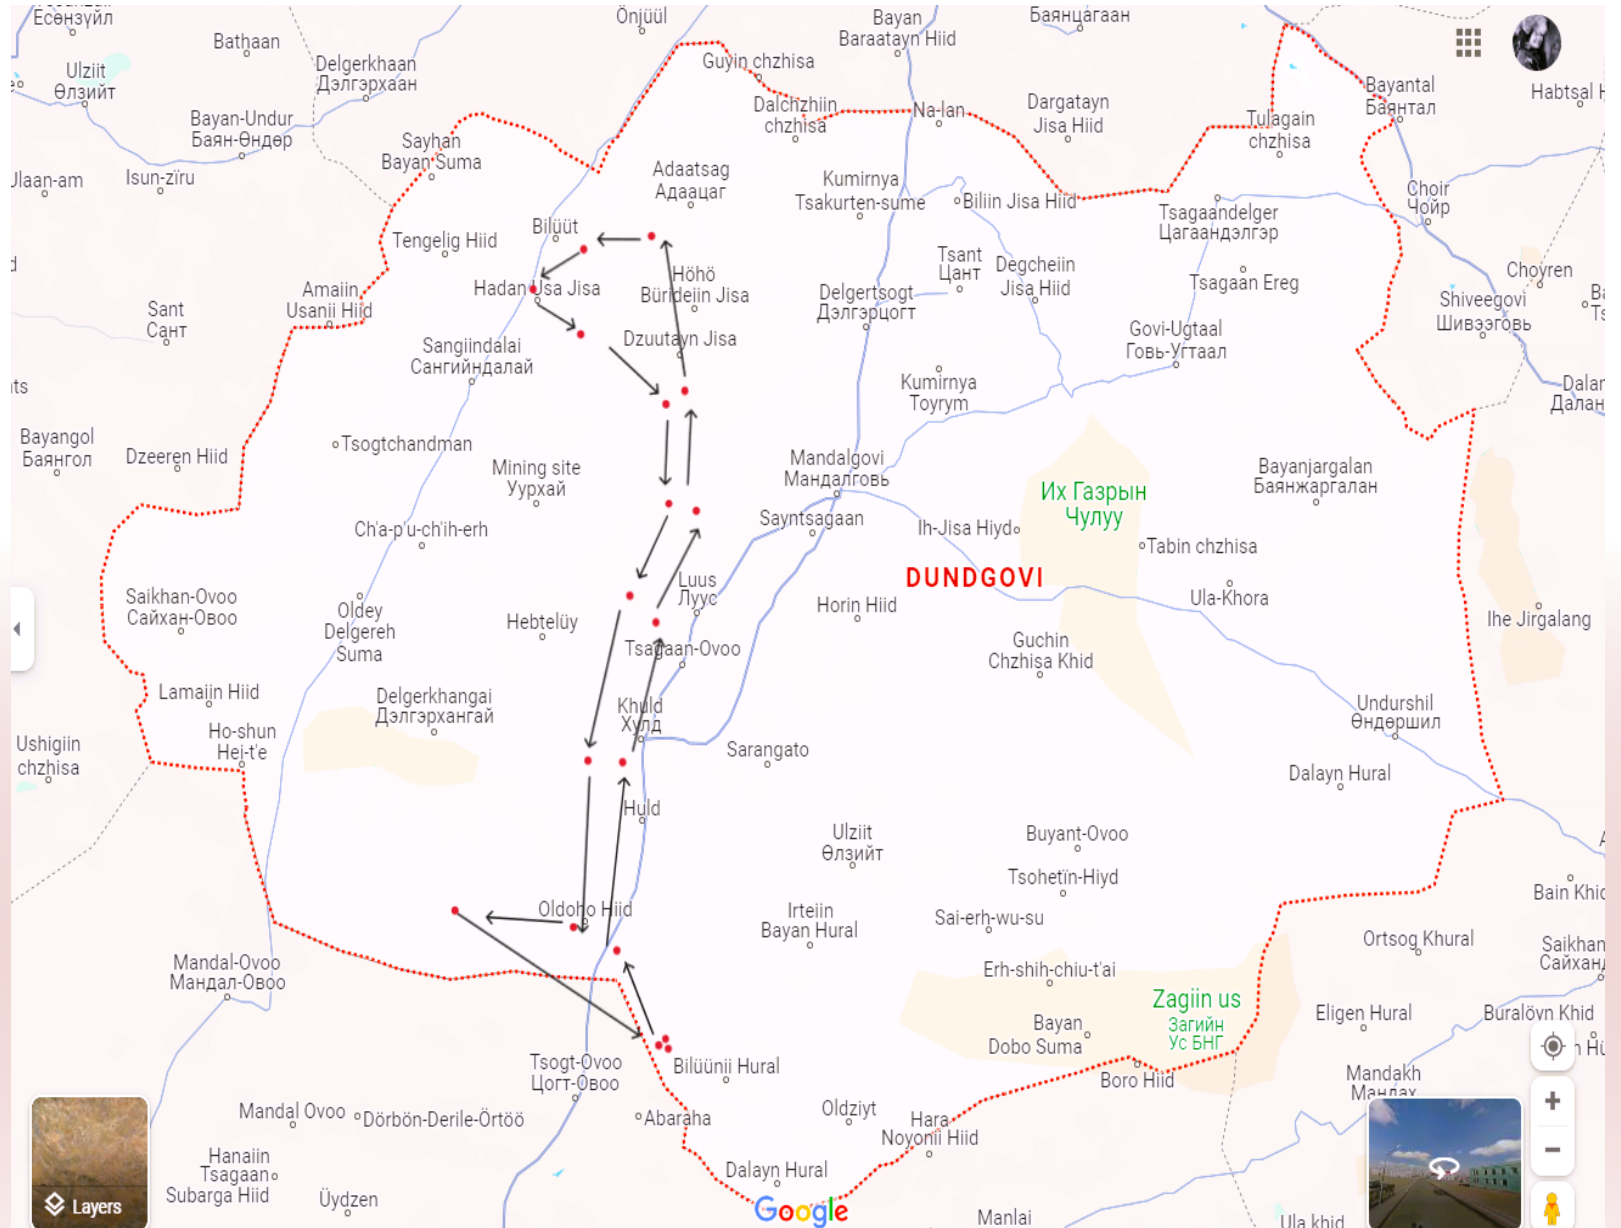 Есөнзүйл
Önjüül
Bayan
Baraatayn Hiid
Баянцагаан
Bathaan
Ulziit
Өлзийт
Delgerkhaan
Дэлгэрхаан
Guyin chzhisa
Bayantal
Баянтал
Habtsal H
Bayan-Undur
Баян-Өндөр
Dalchzhiin
chzhisa
Na-lan
Dargatayn
Jisa Hiid
Tulagain
chzhisa
Sayhan
Bayan Suma
Jlaan-am
Isun-zïru
Adaatsag
Адаацаг
Kumirnya
Tsakurten-sume
Biliin Jisa Hiid
Tsagaandelger
Цагаандэлгэр
Choir
Чойр
Bilüüt
Tengelig Hiid
Tsant
Цант
Degcheiin
Jisa Hiid
Tsagaan Ereg
Choyren
Hadan Usa Jisa
Höhö
Bürideiin Jisa
Amaiin
Usanii Hiid
Sant
Сант
Delgertsogt
Дэлгэрцогт
Shiveegovi
Шивээговь
Dzuutayn Jisa
Sangiindalai
Сангийндалай
Govi-Ugtaal
Говь-Угтаал
Kumirnya
Toyrym
Dalar
Далан
Bayangol
Баянгол
Dzeeren Hiid
Tsogtchandman
Mining site
Уурхай
Mandalgovi
Мандалговь
Bayanjargalan
Баянжаргалан
Их Газрын
Чулуу
Ch'a-p'u-ch'ih-erh
Sayntsagaan
Ih-Jisa Hiyd
Tabin chzhisa
DUNDGOVI
Luus
Луус
Saikhan-Ovoo
Сайхан-Овоо
Oldey
Delgereh
Suma
Hebtelüy
Horin Hiid
Ula-Khora
Ihe Jirgalang
Tsagaan-Ovoo
Guchin
Chzhisa Khid
Lamaiin Hiid
Delgerkhangai
Дэлгэрхангай
Khuld
Хулд
Undurshil
Өндөршил
Ho-shun
Hei-t'e
Ushigiin
chzhisa
Sarangato
Dalayn Hural
Huld
Ulziit
Өлзийт
Buyant-Ovoo
Tsohetïn-Hiyd
Bain Khid
Oldoho Hiid
Irteiin
Bayan Hural
Sai-erh-wu-su
Ortsog Khural
Saikhan
Сайханд
Mandal-Ovoo
Мандал-Овоо
Erh-shih-chiu-t'ai
Zagiin us
Загийн
Ус БНГ
Bayan
Dobo Suma
Eligen Hural
Buralövn Khid
Tsogt-Ovoo
Цогт-Овоо
Bilüünii Hural
Boro Hiid
Mandakh
Мандах
Mandal Ovoo
Dörbön-Derile-Örtöö
Abaraha
Oldziyt
Hara
Noyonii Hiid
Hanaiin
Tsagaan
Subarga Hiid
Üydzen
Dalayn Hural
Layers
Google
Manlai
Ula khid